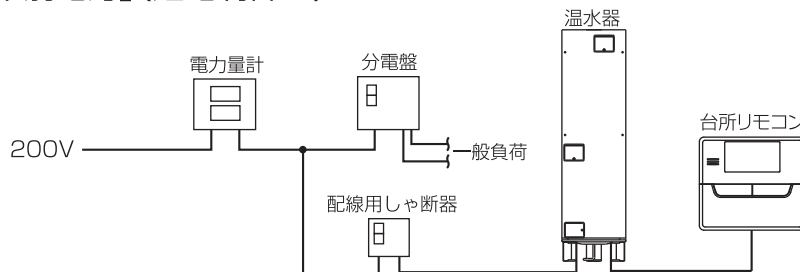 温水器
電力量計
分電盤
台所リモコン
200V
一般負荷
配線用しゃ断器